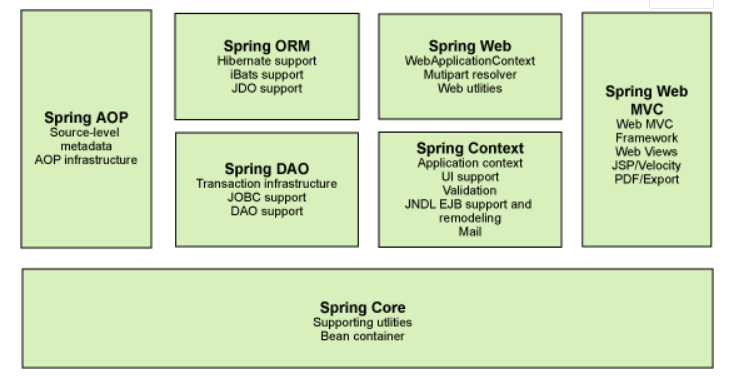 Spring AOP
Source-level
metadata
AOP infrastructure
Spring ORM
Hibernate support
iBats support
JDO support
Spring DAO
Transaction infrastructure
JOBC support
DAO support
Spring Web
WebApplicationContext
Mutipart resolver
Web utlities
Spring Context
Application context
UI support
Validation
JNDL EJB support and
remodeling
Mail
Spring Web
MVC
Web MVC
Framework
Web Views
JSP/Velocity
PDF/Export
Spring Core
Supporting utlities
Bean container